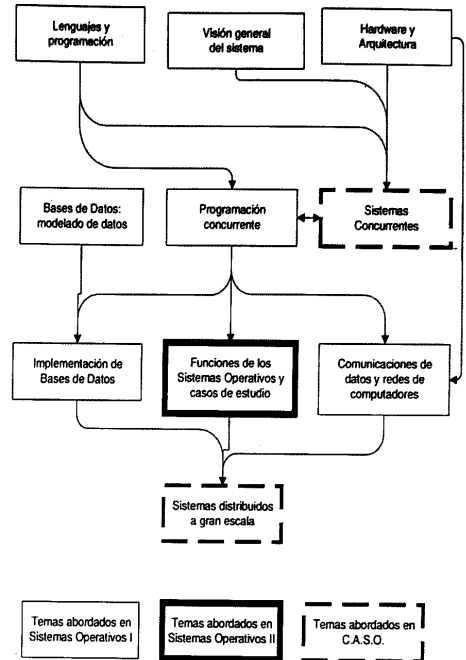 Lenguajes y
programación
Visión general
del sistema
Hardware y
Arquitectura
Bases de Datos:
modelado de datos
Programación
concurrente
Sistemas
Concurrentes
Implementación de
Bases de Datos
Funciones de los
Sistemas Operativos y
casos de estudio
Comunicaciones de
datos y redes de
computadores
Sistemas distribuidos
a gran escala
Temas abordados en
Sistemas Operativos I
Temas abordados en
Sistemas Operativos II
Temas abordados en
C.A.S.O.